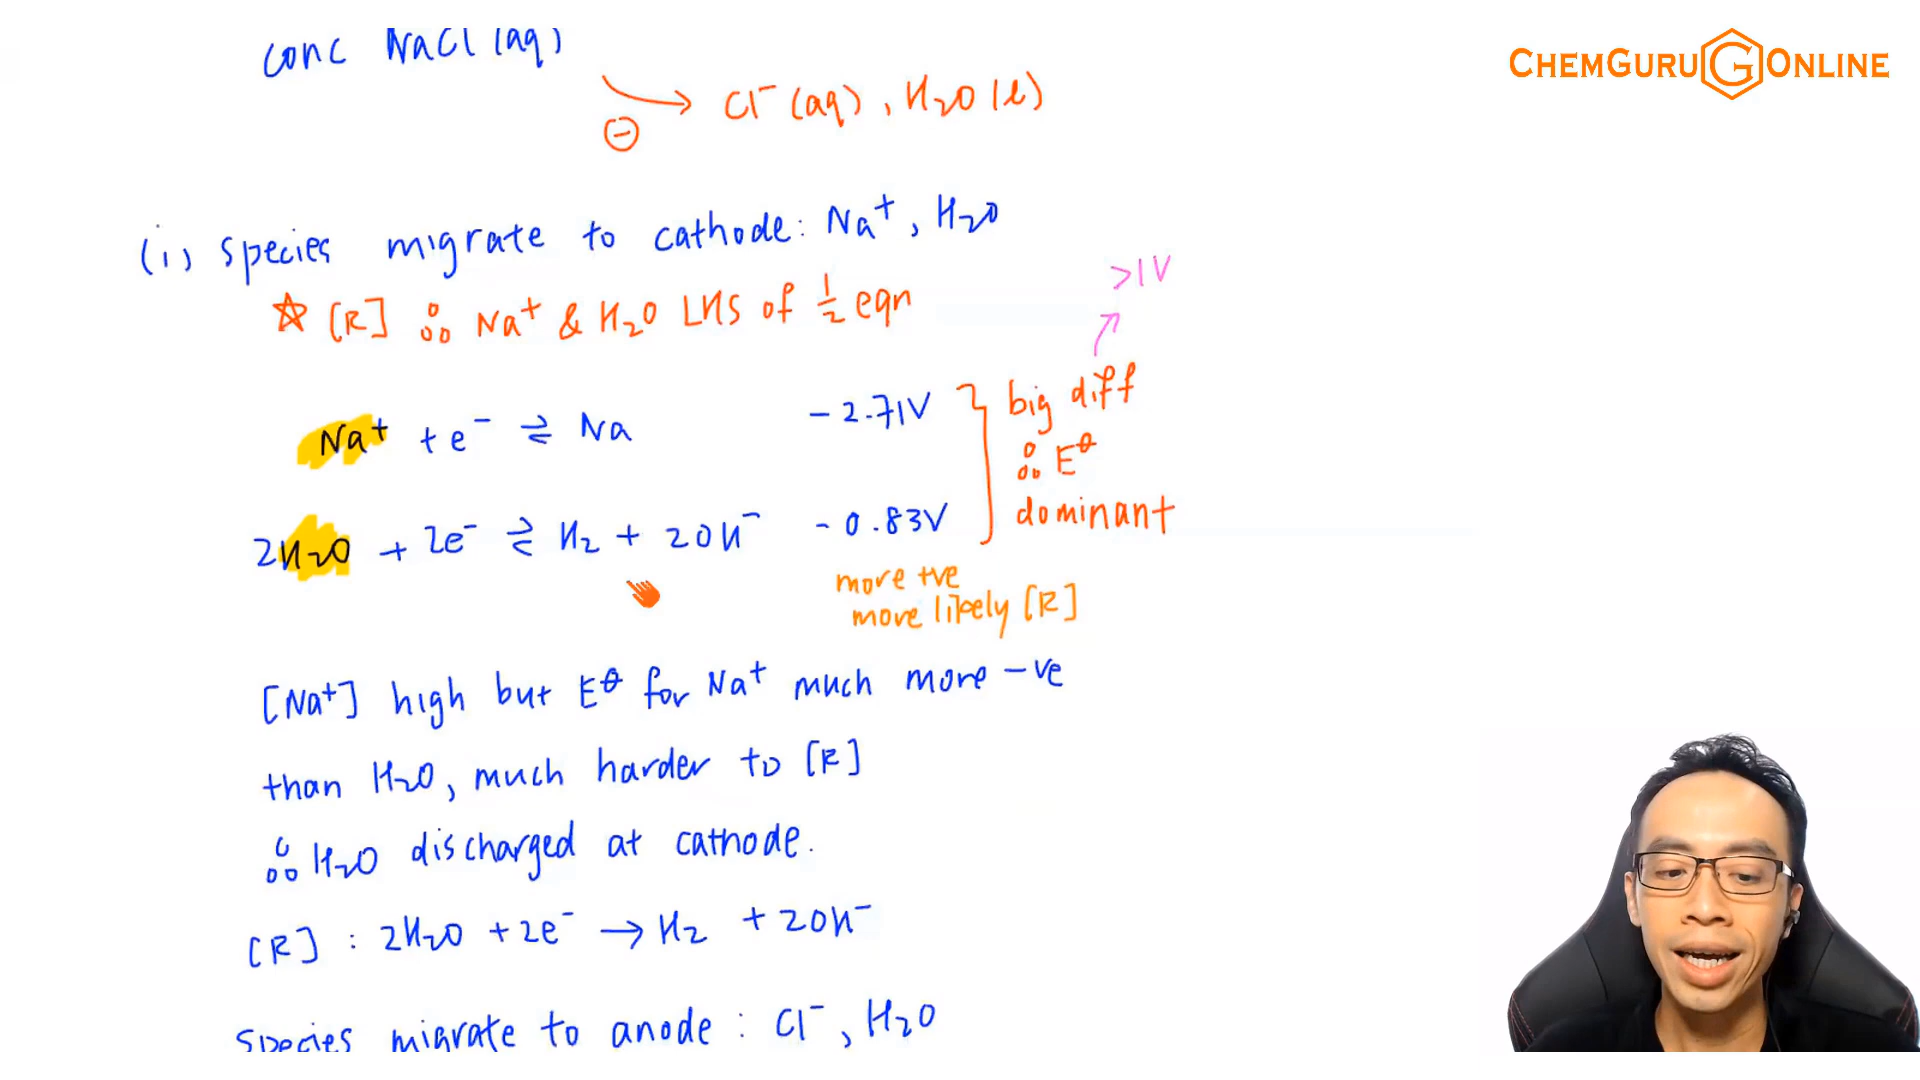 conc NaCl (aq)
CHEMGURU G ONLINE
⊖ → Cl⁻ (aq), H₂O (l)
(i) species migrate to cathode: Na⁺, H₂O
>1V
☆ [R] ∴ Na⁺ & H₂O LHS of ½ eqn
Na⁺ + e⁻ ⇌ Na -2.71V
big diff
∴ E⊖
dominant
2H₂O + 2e⁻ ⇌ H₂ + 2OH⁻ -0.83V
more +ve
more likely [R]
[Na⁺] high but E⊖ for Na⁺ much more -ve
than H₂O, much harder to [R]
∴ H₂O discharged at cathode.
[R] : 2H₂O + 2e⁻ → H₂ + 2OH⁻
species migrate to anode : Cl⁻, H₂O